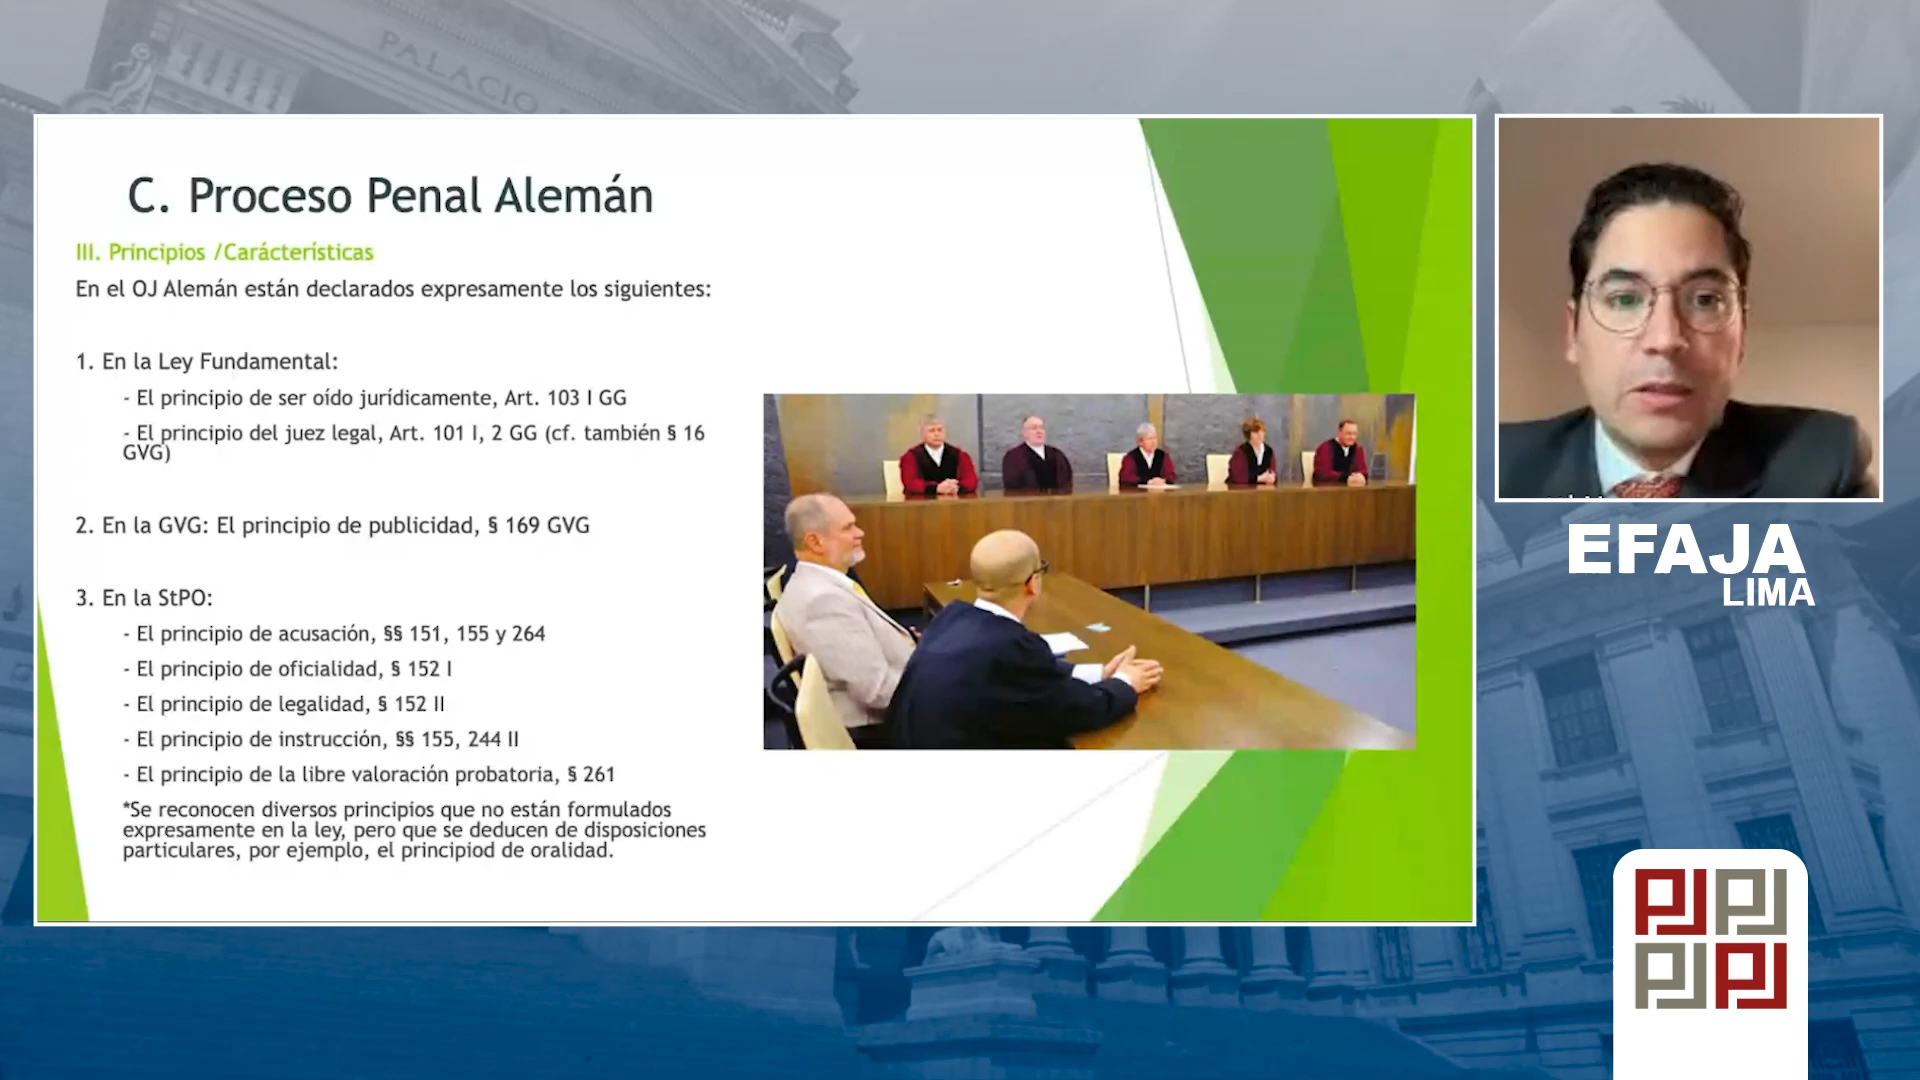 PALACIO
C. Proceso Penal Alemán
III. Principios /Carácterísticas
En el OJ Alemán están declarados expresamente los siguientes:
1. En la Ley Fundamental:
- El principio de ser oído jurídicamente, Art. 103 I GG
- El principio del juez legal, Art. 101 I, 2 GG (cf. también § 16
GVG)
2. En la GVG: El principio de publicidad, § 169 GVG
3. En la StPO:
- El principio de acusación, §§ 151, 155 y 264
- El principio de oficialidad, § 152 I
- El principio de legalidad, § 152 II
- El principio de instrucción, §§ 155, 244 II
- El principio de la libre valoración probatoria, § 261
*Se reconocen diversos principios que no están formulados
expresamente en la ley, pero que se deducen de disposiciones
particulares, por ejemplo, el principiod de oralidad.
EFAJA
LIMA
PJ PJ
PJ PJ